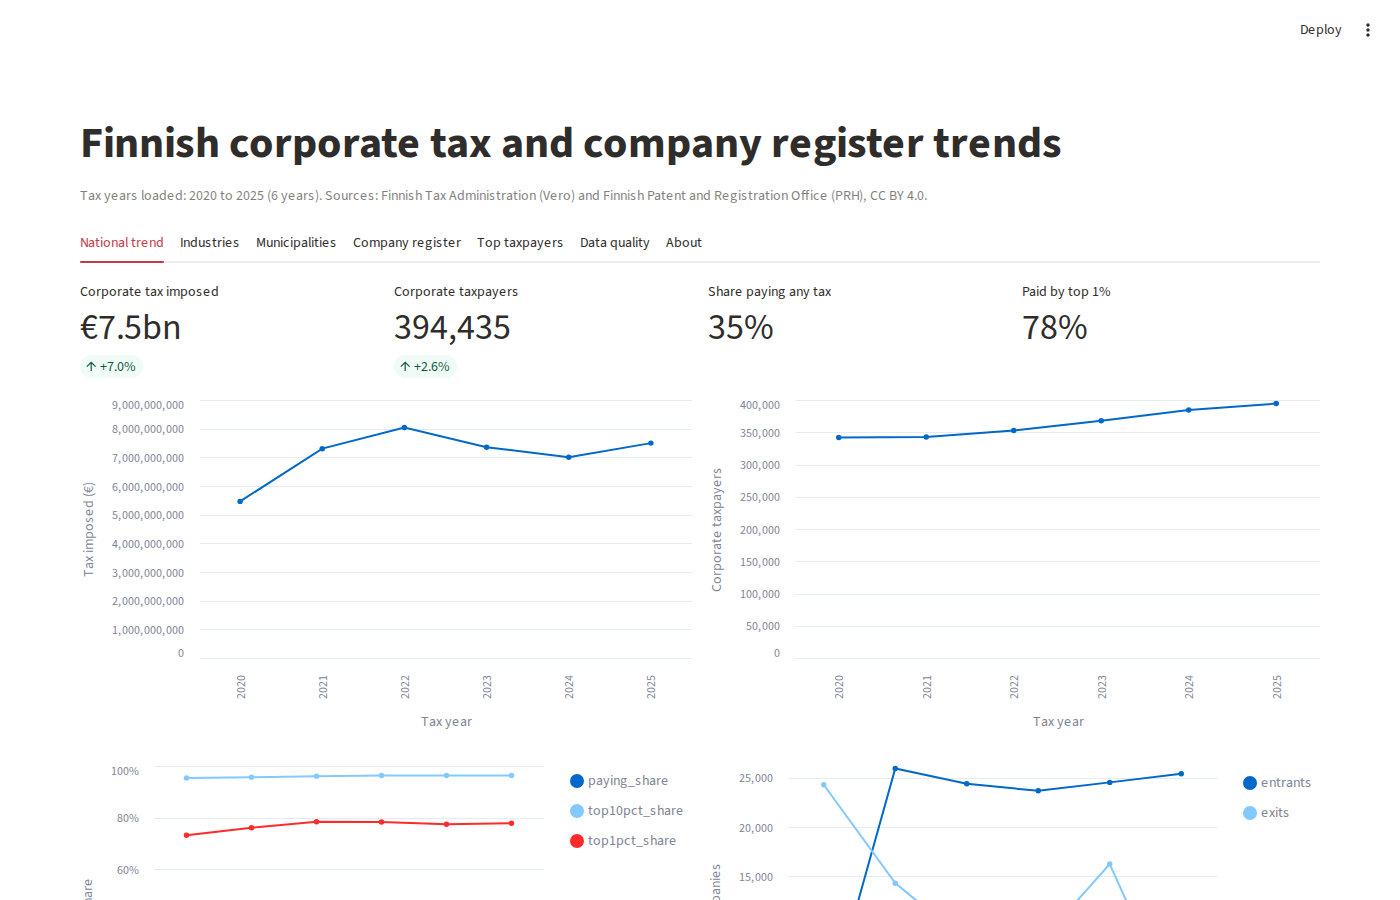 Deploy
Finnish corporate tax and company register trends
Tax years loaded: 2020 to 2025 (6 years). Sources: Finnish Tax Administration (Vero) and Finnish Patent and Registration Office (PRH), CC BY 4.0.
National trend Industries Municipalities Company register Top taxpayers Data quality About
Corporate tax imposed
€7.5bn
+7.0%
Corporate taxpayers
394,435
+2.6%
Share paying any tax
35%
Paid by top 1%
78%
9,000,000,000
8,000,000,000
7,000,000,000
6,000,000,000
5,000,000,000
4,000,000,000
3,000,000,000
2,000,000,000
1,000,000,000
0
Tax imposed (€)
2020 2021 2022 2023 2024 2025
Tax year
400,000
350,000
300,000
250,000
200,000
150,000
100,000
50,000
0
Corporate taxpayers
2020 2021 2022 2023 2024 2025
Tax year
100%
80%
60%
hare
paying_share
top10pct_share
top1pct_share
25,000
20,000
15,000
panies
entrants
exits